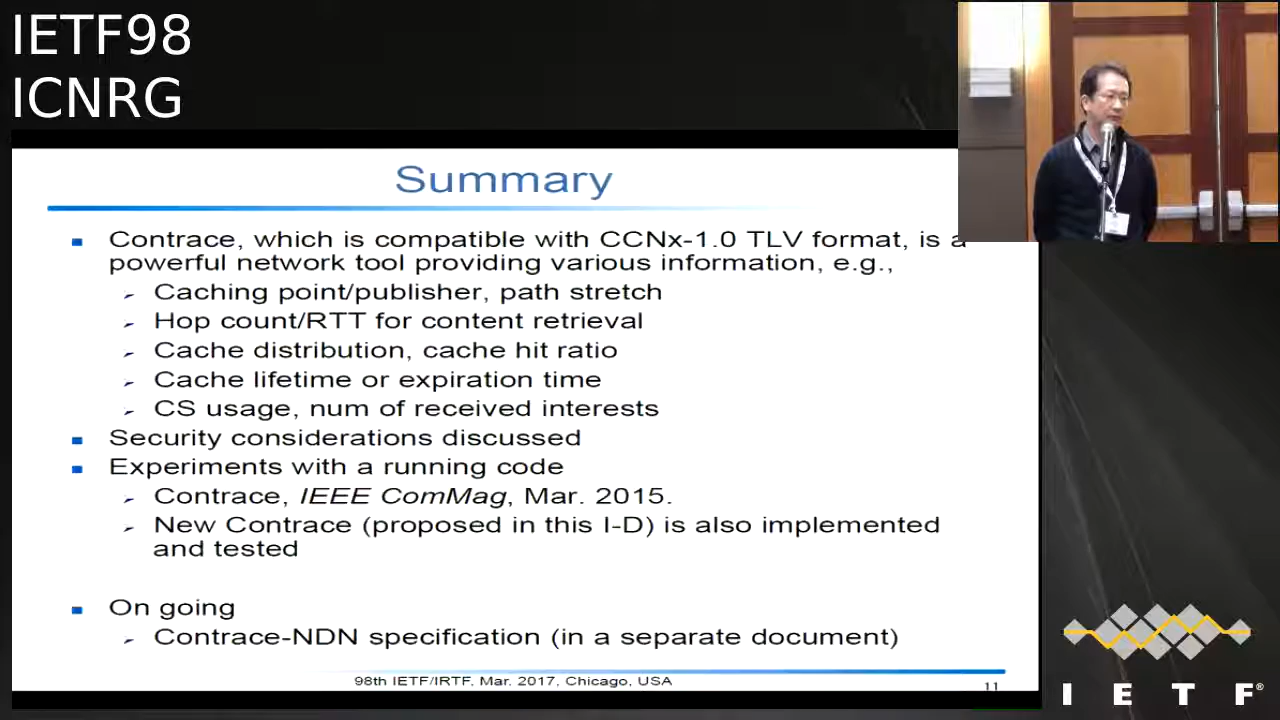 IETF98
ICNRG
Summary
Contrace, which is compatible with CCNx-1.0 TLV format, is a
powerful network tool providing various information, e.g.,
Caching point/publisher, path stretch
Hop count/RTT for content retrieval
Cache distribution, cache hit ratio
Cache lifetime or expiration time
CS usage, num of received interests
Security considerations discussed
Experiments with a running code
Contrace, IEEE ComMag, Mar. 2015.
New Contrace (proposed in this I-D) is also implemented
and tested
On going
Contrace-NDN specification (in a separate document)
98th IETF/IRTF, Mar. 2017, Chicago, USA
11
I E T F®